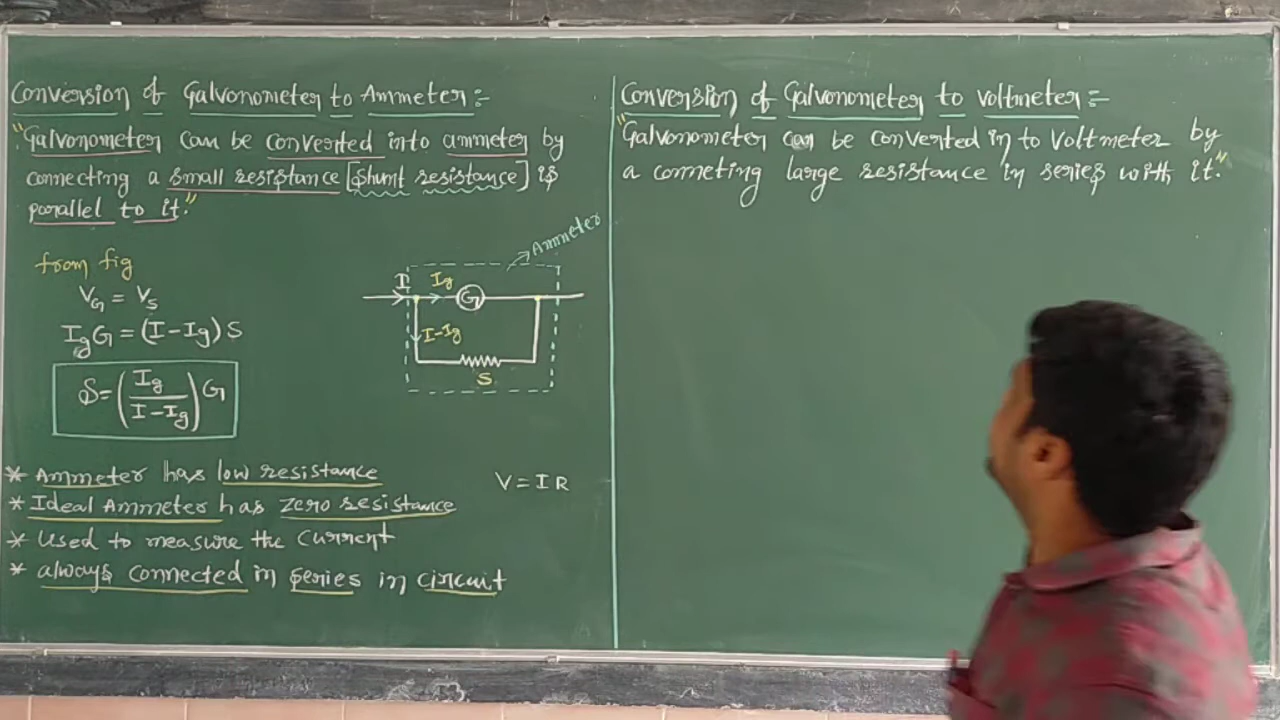 Conversion of Galvonometer to Ammeter:-
"Galvonometer can be converted into ammeter by
connecting a small resistance [shunt resistance] is
parallel to it."
from fig
V_G = V_S
I_g G = (I - I_g) S
S = (I_g / I - I_g) G
Ammeter
I
I_g
G
I-I_g
S
* Ammeter has low resistance
* Ideal Ammeter has zero resistance
* Used to measure the current
* always connected in series in circuit
V = I R
Conversion of Galvonometer to voltmeter:-
"Galvonometer can be converted in to Voltmeter by
a conneting large resistance in series with it."